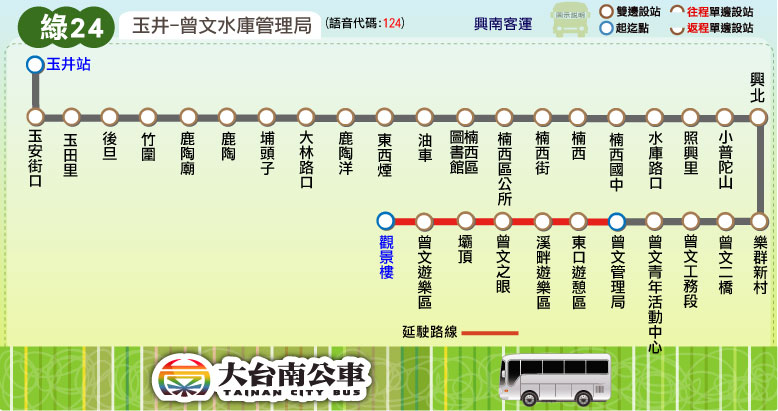 綠24
玉井-曾文水庫管理局
(語音代碼:124)
興南客運
圖示說明
雙邊設站
往程單邊設站
起迄點
返程單邊設站
玉井站
興北
玉安街口
玉田里
後旦
竹圍
鹿陶廟
鹿陶
埔頭子
大林路口
鹿陶洋
東西煙
油車
楠西區圖書館
楠西區公所
楠西街
楠西
楠西國中
水庫路口
照興里
小普陀山
觀景樓
曾文遊樂區
壩頂
曾文之眼
溪畔遊樂區
東口遊憩區
曾文管理局
曾文青年活動中心
曾文工務段
曾文二橋
樂群新村
延駛路線
大台南公車
TAINAN CITY BUS